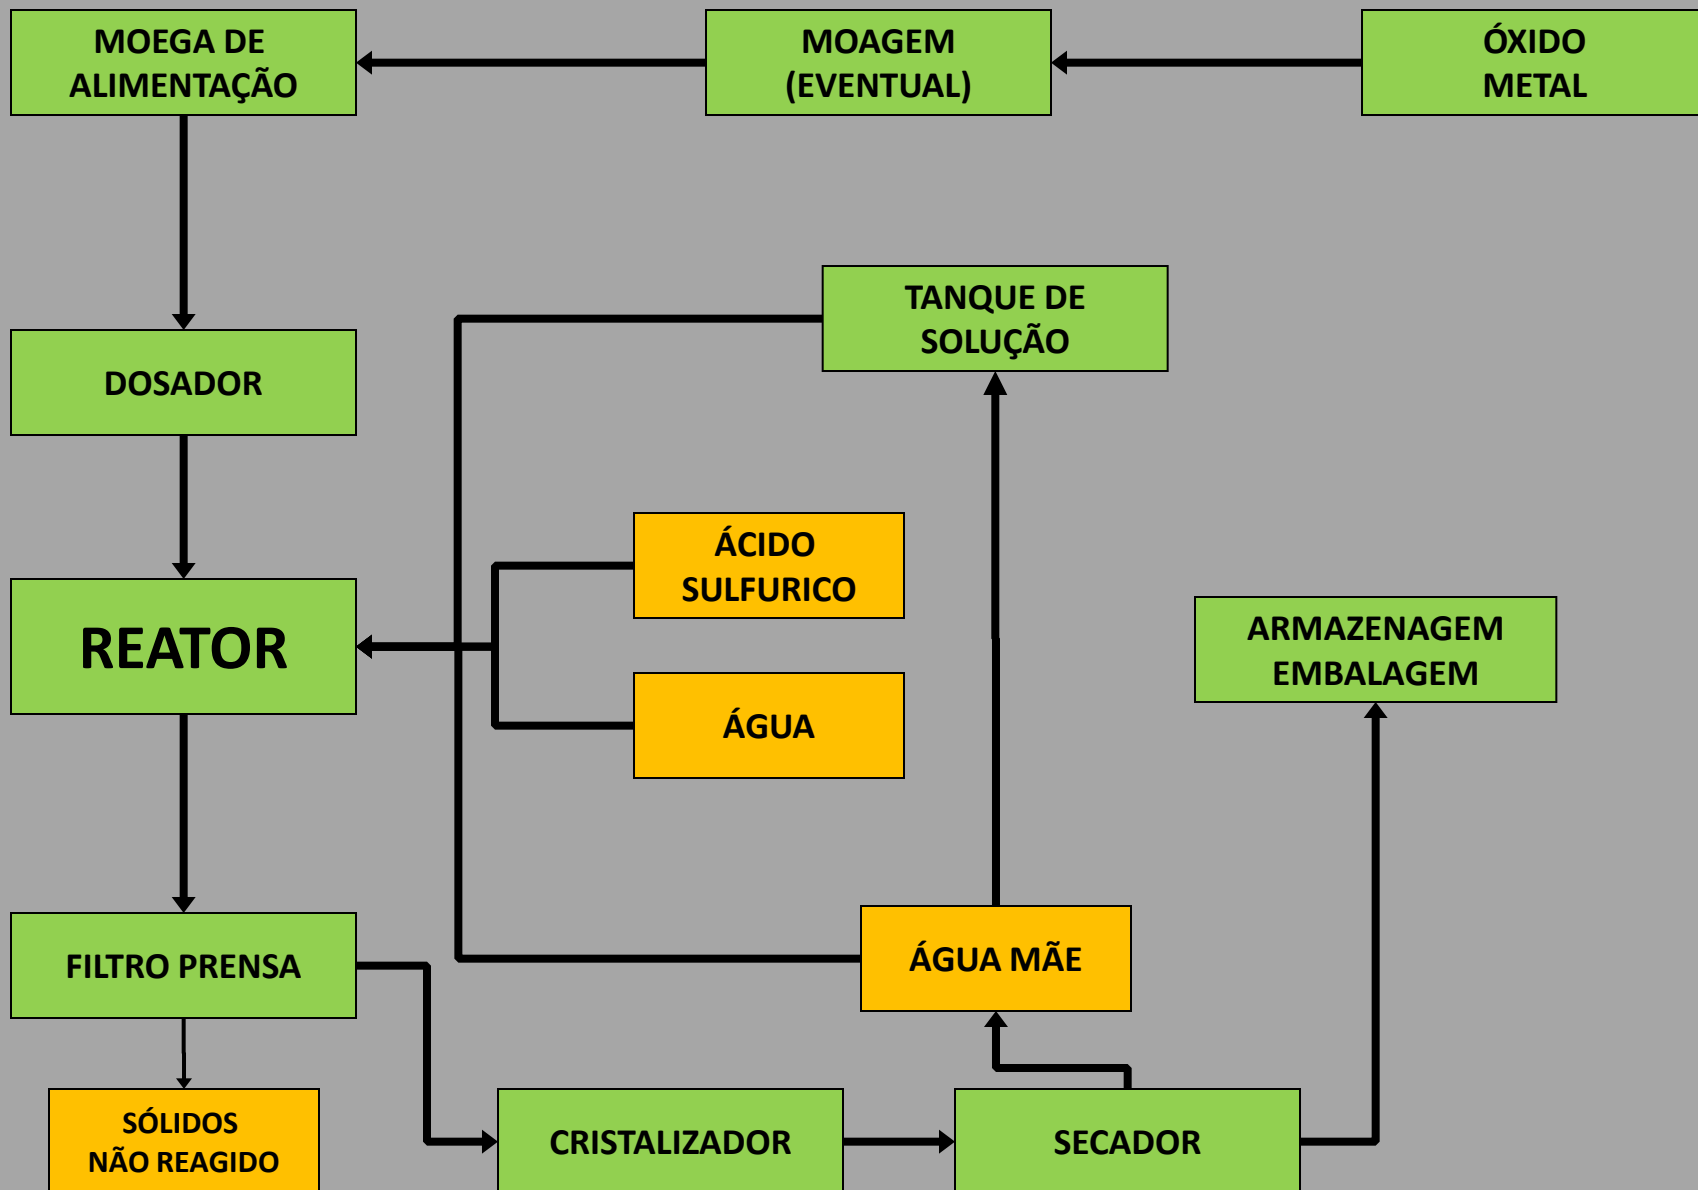 MOEGA DE
ALIMENTAÇÃO
MOAGEM
(EVENTUAL)
ÓXIDO
METAL
TANQUE DE
SOLUÇÃO
DOSADOR
ÁCIDO
SULFURICO
REATOR
ÁGUA
ARMAZENAGEM
EMBALAGEM
FILTRO PRENSA
ÁGUA MÃE
SÓLIDOS
NÃO REAGIDO
CRISTALIZADOR
SECADOR